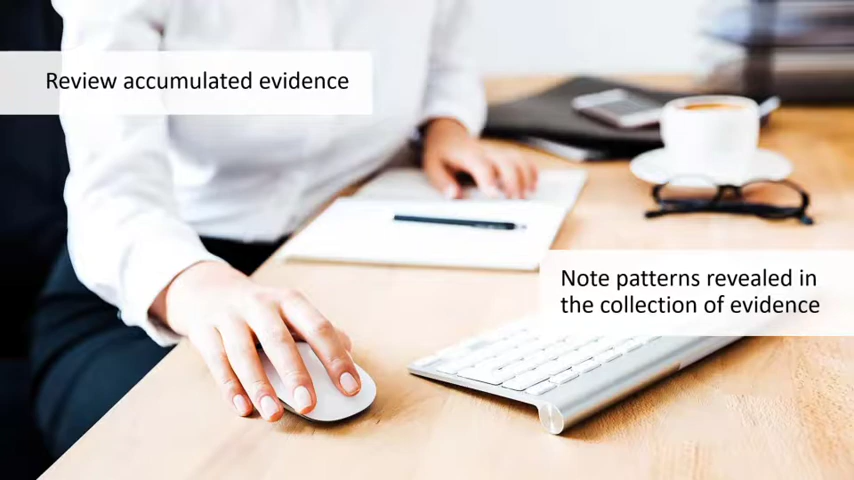 Review accumulated evidence
Note patterns revealed in
the collection of evidence